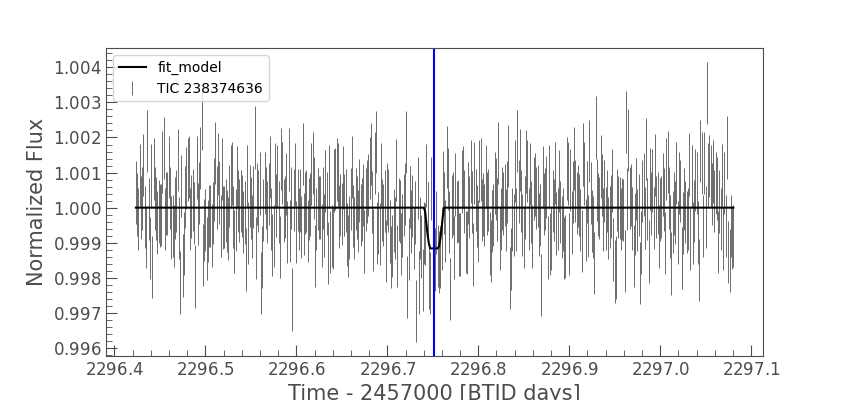 fit_model
TIC 238374636
1.004
1.003
1.002
1.001
1.000
0.999
0.998
0.997
0.996
Normalized Flux
2296.4 2296.5 2296.6 2296.7 2296.8 2296.9 2297.0 2297.1
Time - 2457000 [BTJD days]